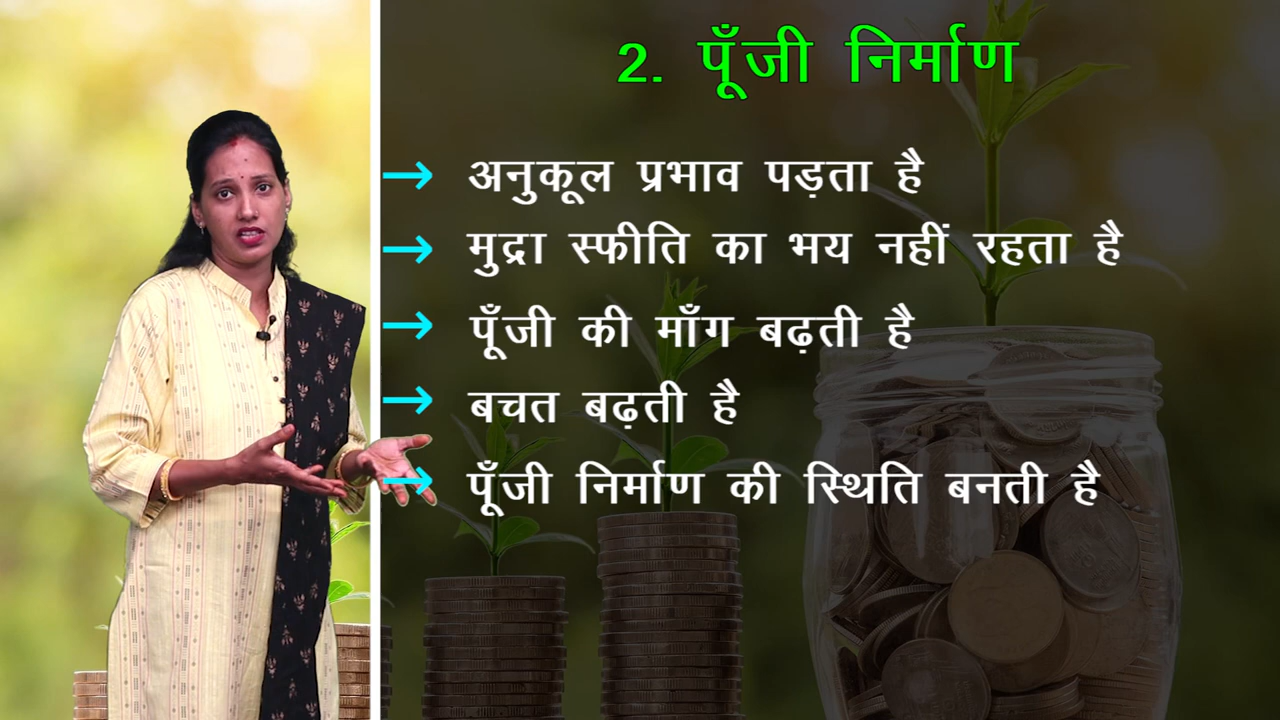 2. पूँजी निर्माण
→ अनुकूल प्रभाव पड़ता है
→ मुद्रा स्फीति का भय नहीं रहता है
→ पूँजी की माँग बढ़ती है
→ बचत बढ़ती है
→ पूँजी निर्माण की स्थिति बनती है